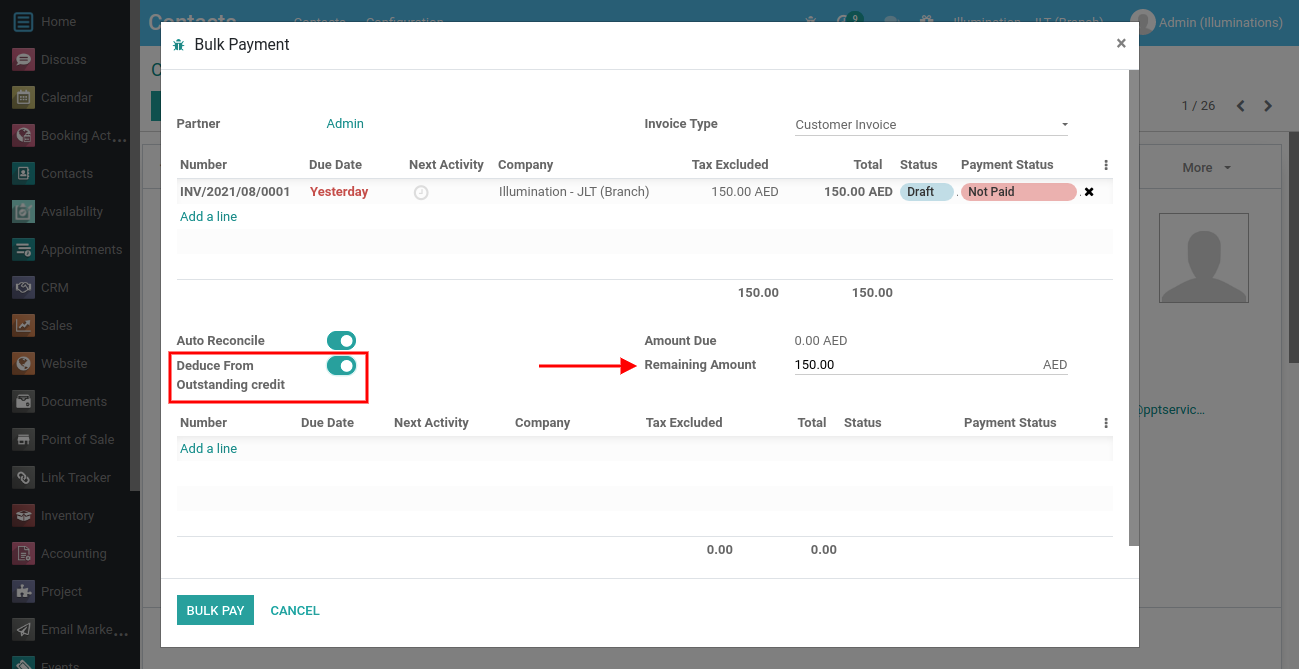 Home
Discuss
Calendar
Booking Act...
Contacts
Availability
Appointments
CRM
Sales
Website
Documents
Point of Sale
Link Tracker
Inventory
Accounting
Project
Email Marke...
Events
Contacts
Contacts Configuration
9
Illumination - JLT (Branch)
Admin (Illuminations)
1 / 26
More
@pptservic...
Bulk Payment ×
Partner Admin
Invoice Type Customer Invoice
Number Due Date Next Activity Company Tax Excluded Total Status Payment Status
INV/2021/08/0001 Yesterday Illumination - JLT (Branch) 150.00 AED 150.00 AED Draft Not Paid
Add a line
150.00 150.00
Auto Reconcile
Amount Due 0.00 AED
Deduce From
Outstanding credit
Remaining Amount 150.00 AED
Number Due Date Next Activity Company Tax Excluded Total Status Payment Status
Add a line
0.00 0.00
BULK PAY CANCEL